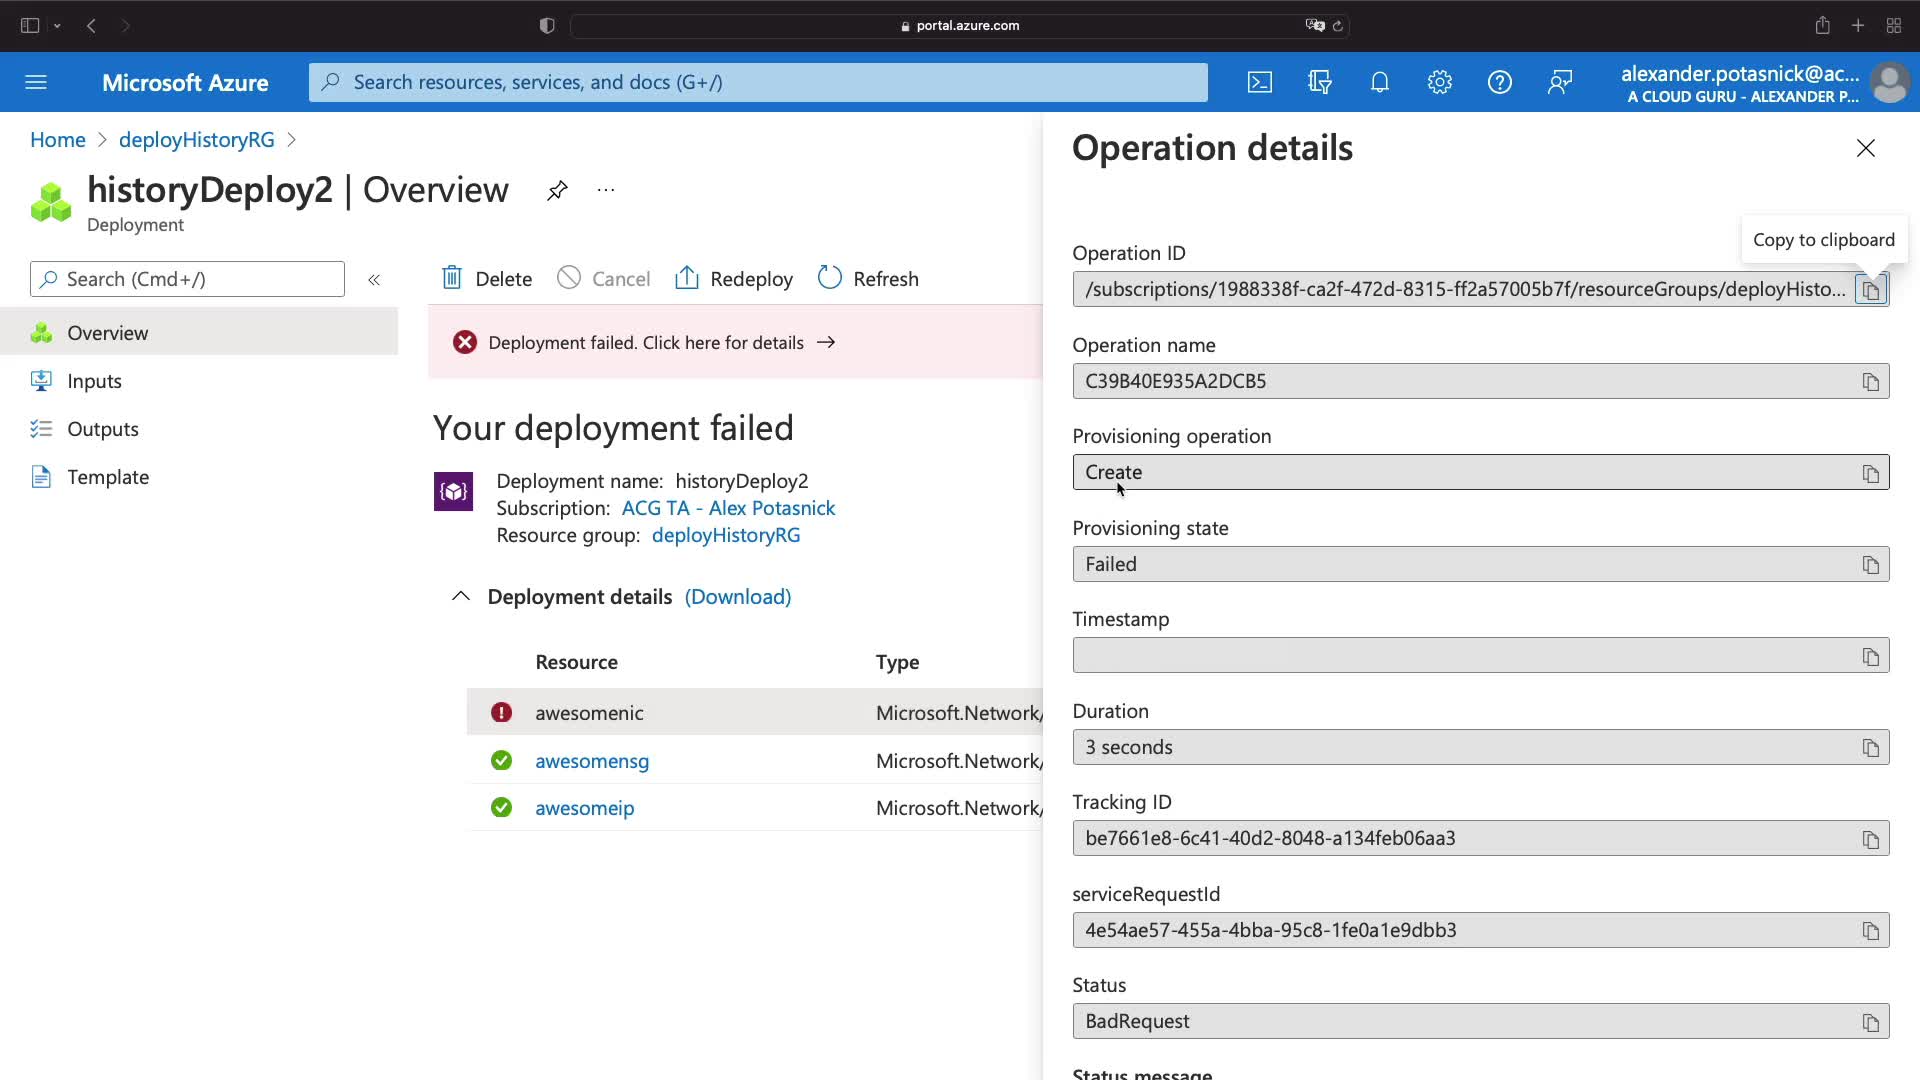 portal.azure.com
Microsoft Azure
Search resources, services, and docs (G+/)
alexander.potasnick@ac...
A CLOUD GURU - ALEXANDER P...
Home > deployHistoryRG >
historyDeploy2 | Overview
Deployment
Search (Cmd+/)
Overview
Inputs
Outputs
Template
Delete Cancel Redeploy Refresh
Deployment failed. Click here for details →
Your deployment failed
Deployment name: historyDeploy2
Subscription: ACG TA - Alex Potasnick
Resource group: deployHistoryRG
Deployment details (Download)
Resource Type
awesomenic Microsoft.Network/
awesomensg Microsoft.Network/
awesomeip Microsoft.Network/
Operation details
Copy to clipboard
Operation ID
/subscriptions/1988338f-ca2f-472d-8315-ff2a57005b7f/resourceGroups/deployHisto...
Operation name
C39B40E935A2DCB5
Provisioning operation
Create
Provisioning state
Failed
Timestamp
Duration
3 seconds
Tracking ID
be7661e8-6c41-40d2-8048-a134feb06aa3
serviceRequestId
4e54ae57-455a-4bba-95c8-1fe0a1e9dbb3
Status
BadRequest
Status message